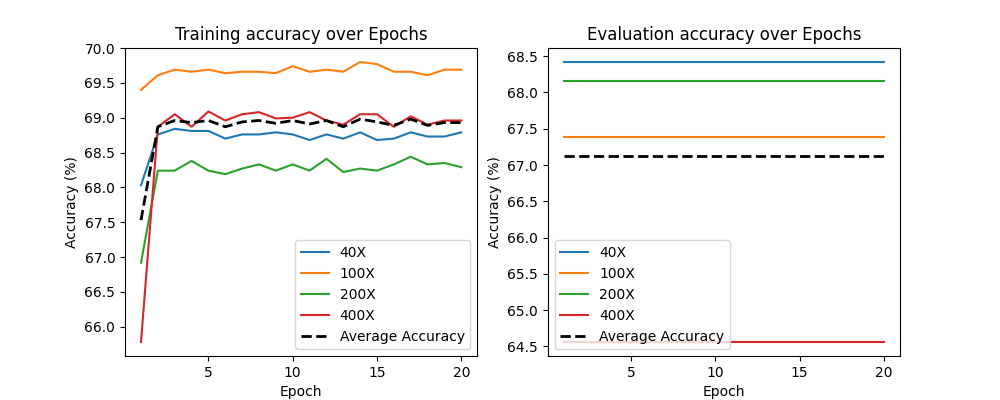 Training accuracy over Epochs
Accuracy (%)
70.0
69.5
69.0
68.5
68.0
67.5
67.0
66.5
66.0
5
10
15
20
Epoch
40X
100X
200X
400X
Average Accuracy
Evaluation accuracy over Epochs
Accuracy (%)
68.5
68.0
67.5
67.0
66.5
66.0
65.5
65.0
64.5
5
10
15
20
Epoch
40X
100X
200X
400X
Average Accuracy